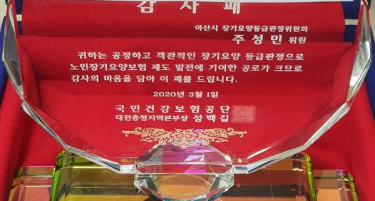 감 사 패
아산시 장기요양등급판정위원회
주 성 민 위원
귀하는 공정하고 객관적인 장기요양 등급판정으로
노인장기요양보험 제도 발전에 기여한 공로가 크므로
감사의 마음을 담아 이 패를 드립니다.
2020년 3월 1일
국 민 건 강 보 험 공 단
대전충청지역본부장 성 백 길